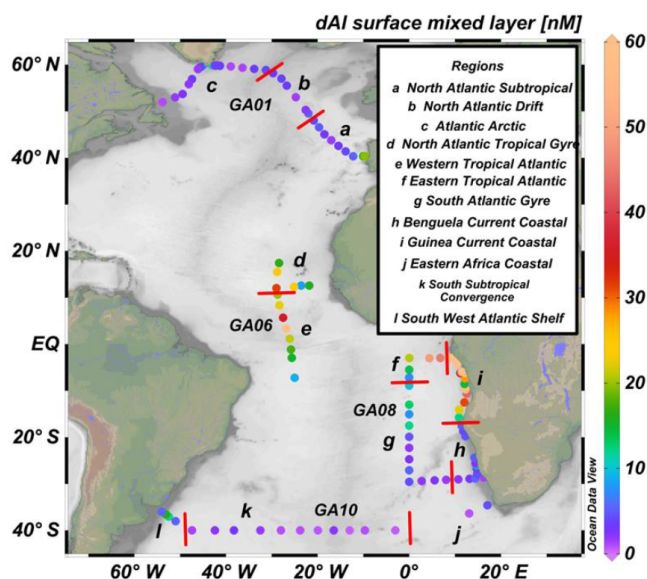 dAl surface mixed layer [nM]
60° N
40° N
20° N
EQ
20° S
40° S
60° W
40° W
20° W
0°
20° E
c
b
GA01
a
d
GA06
e
f
GA08
i
g
h
k
GA10
l
j
Regions
a North Atlantic Subtropical
b North Atlantic Drift
c Atlantic Arctic
d North Atlantic Tropical Gyre
e Western Tropical Atlantic
f Eastern Tropical Atlantic
g South Atlantic Gyre
h Benguela Current Coastal
i Guinea Current Coastal
j Eastern Africa Coastal
k South Subtropical
Convergence
l South West Atlantic Shelf
60
50
40
30
20
10
0
Ocean Data View